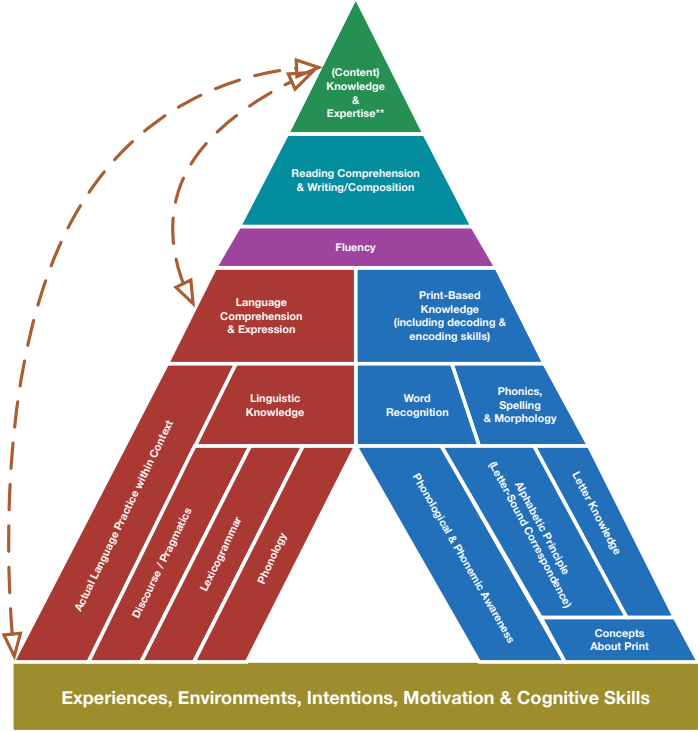 (Content)
Knowledge
&
Expertise**
Reading Comprehension
& Writing/Composition
Fluency
Language
Comprehension
& Expression
Print-Based
Knowledge
(including decoding &
encoding skills)
Linguistic
Knowledge
Word
Recognition
Phonics,
Spelling
& Morphology
Actual Language Practice within Context
Discourse / Pragmatics
Lexicogrammar
Phonology
Phonological & Phonemic Awareness
Alphabetic Principle
(Letter-Sound Correspondence)
Letter Knowledge
Concepts
About Print
Experiences, Environments, Intentions, Motivation & Cognitive Skills